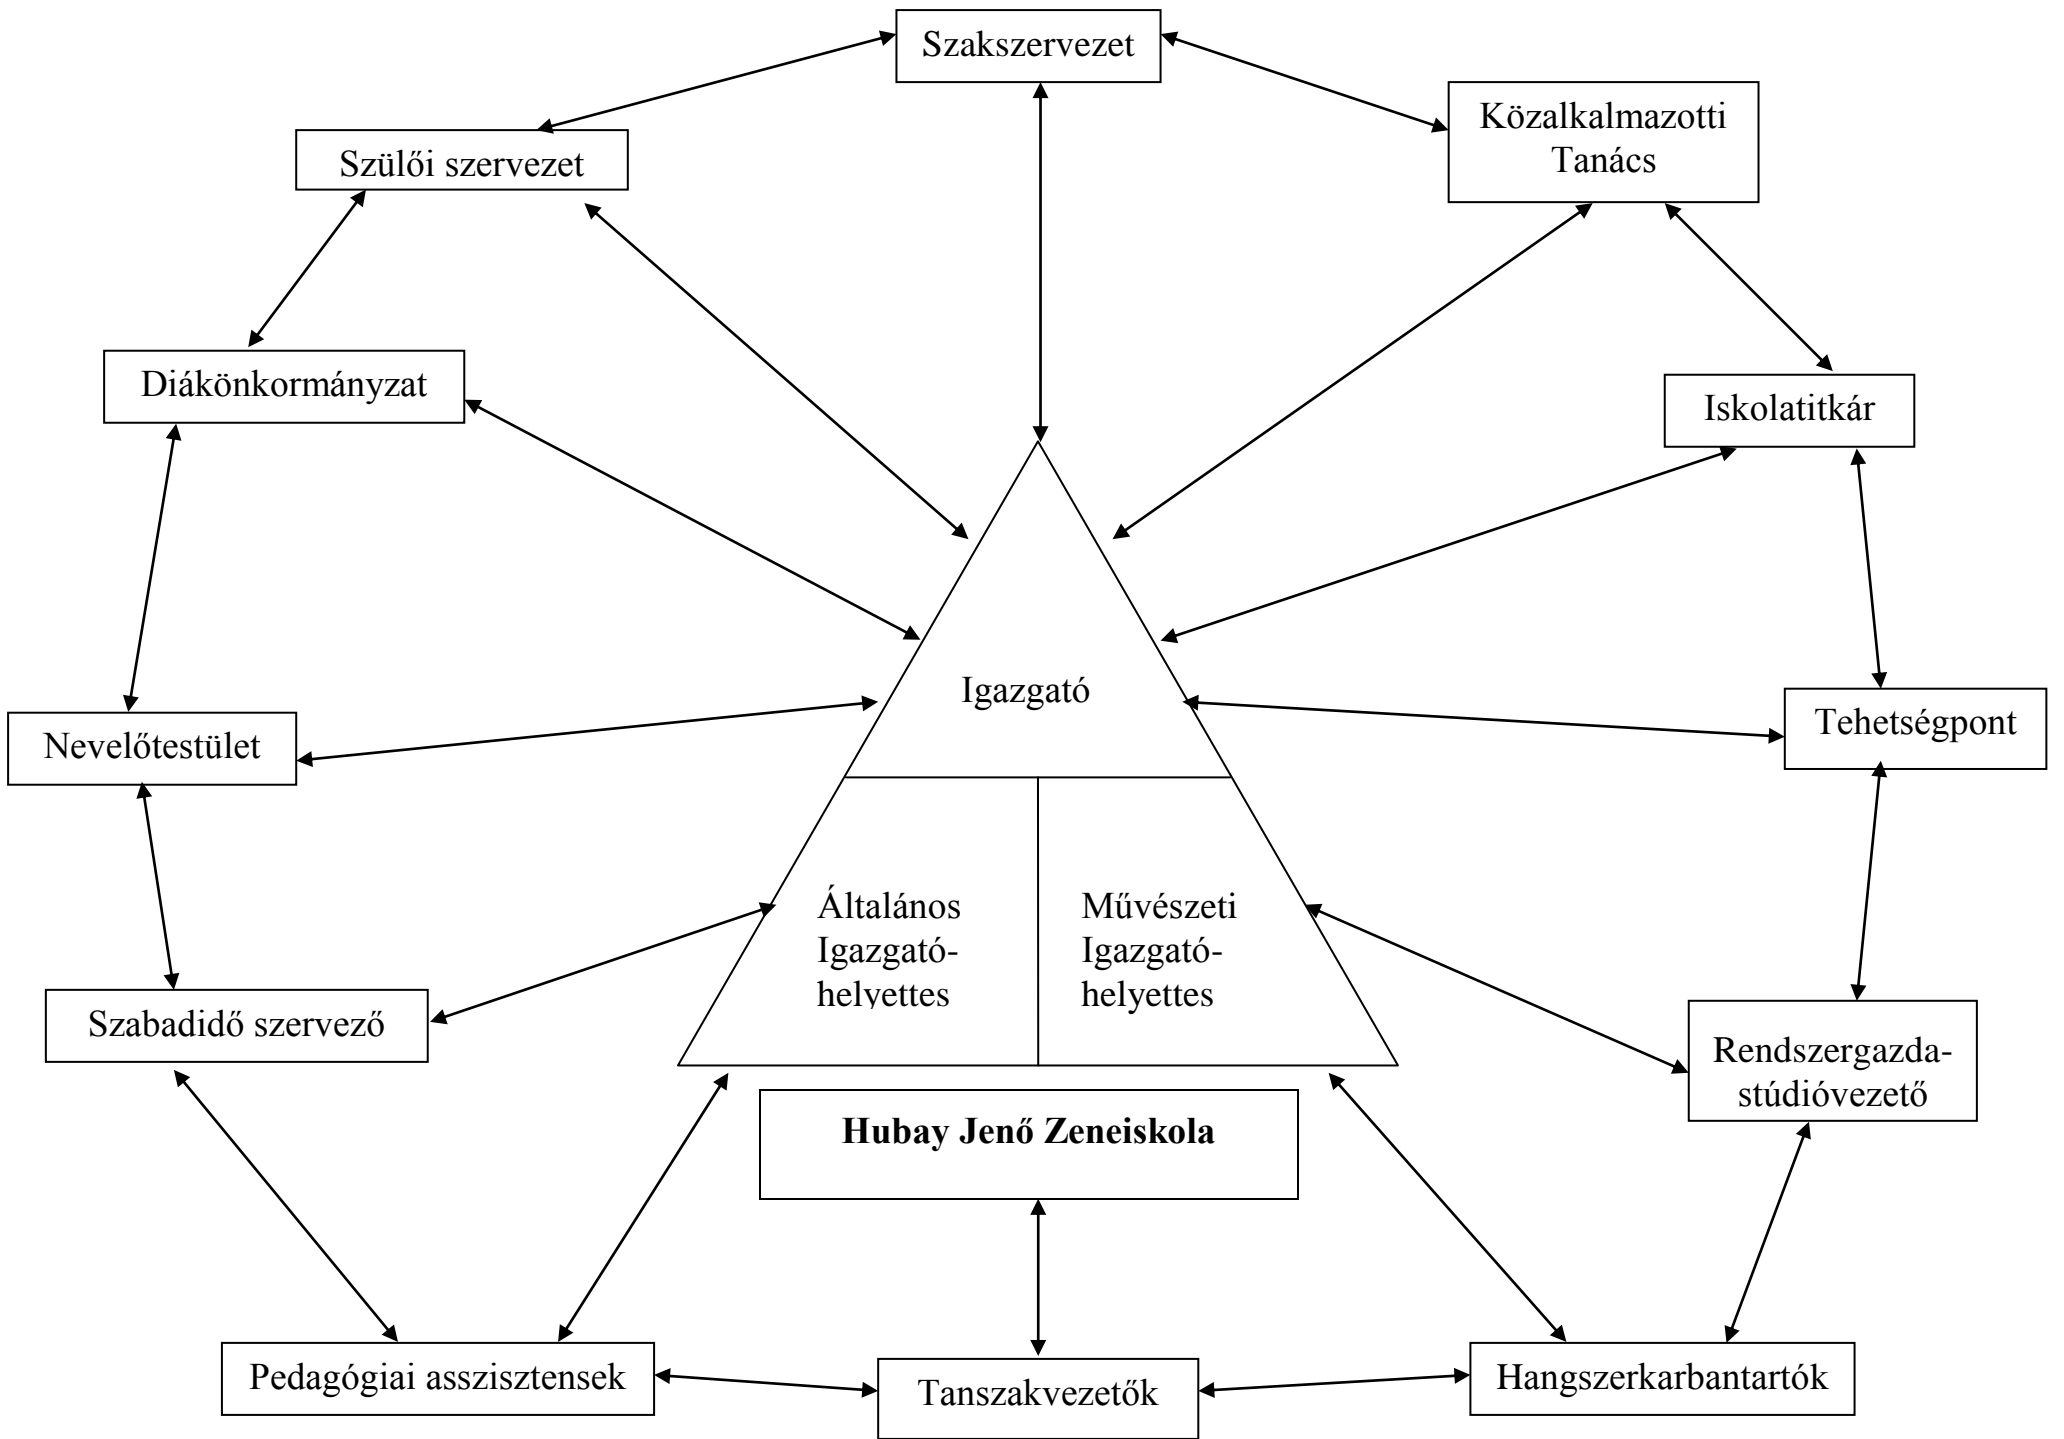 Szakszervezet
Közalkalmazotti
Tanács
Szülői szervezet
Diákönkormányzat
Iskolatitkár
Igazgató
Tehetségpont
Nevelőtestület
Általános
Igazgató-
helyettes
Művészeti
Igazgató-
helyettes
Szabadidő szervező
Rendszergazda-
stúdióvezető
Hubay Jenő Zeneiskola
Pedagógiai asszisztensek
Tanszakvezetők
Hangszerkarbantartók